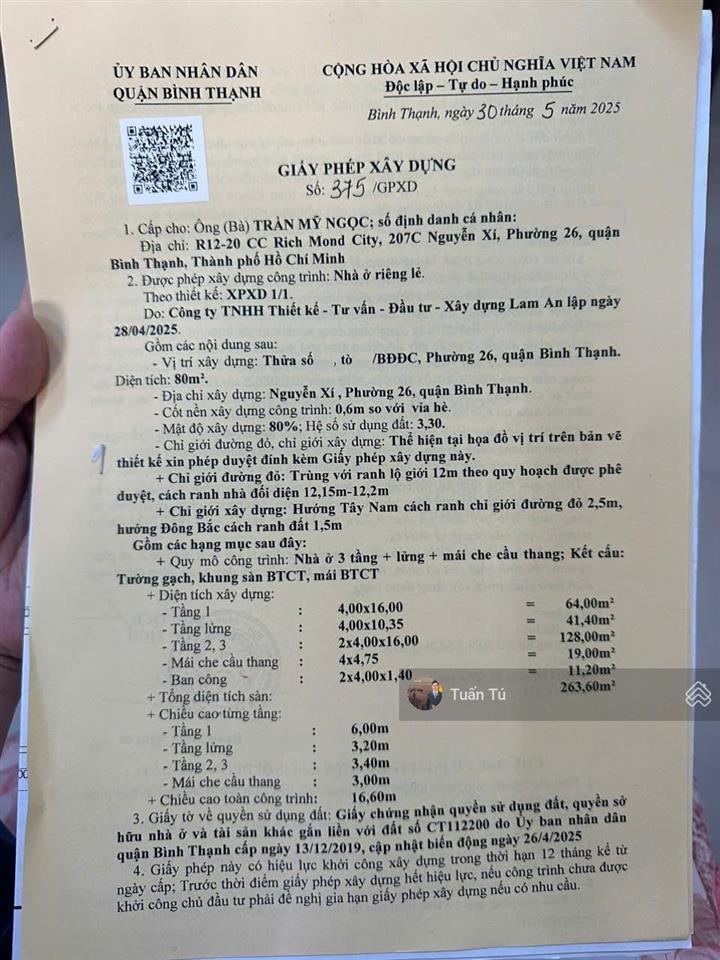 ỦY BAN NHÂN DÂN
QUẬN BÌNH THẠNH
CỘNG HÒA XÃ HỘI CHỦ NGHĨA VIỆT NAM
Độc lập – Tự do – Hạnh phúc
Bình Thạnh, ngày 30 tháng 5 năm 2025
GIẤY PHÉP XÂY DỰNG
Số: 375 /GPXD
1. Cấp cho: Ông (Bà) TRẦN MỸ NGỌC; số định danh cá nhân:
Địa chỉ: R12-20 CC Rich Mond City, 207C Nguyễn Xí, Phường 26, quận
Bình Thạnh, Thành phố Hồ Chí Minh
2. Được phép xây dựng công trình: Nhà ở riêng lẻ.
Theo thiết kế: XPXD 1/1.
Do: Công ty TNHH Thiết kế - Tư vấn - Đầu tư - Xây dựng Lam An lập ngày
28/04/2025.
Gồm các nội dung sau:
- Vị trí xây dựng: Thửa số , tờ /BĐĐC, Phường 26, quận Bình Thạnh.
Diện tích: 80m².
- Địa chỉ xây dựng: Nguyễn Xí , Phường 26, quận Bình Thạnh.
- Cốt nền xây dựng công trình: 0,6m so với vỉa hè.
- Mật độ xây dựng: 80%; Hệ số sử dụng đất: 3,30.
- Chỉ giới đường đỏ, chỉ giới xây dựng: Thể hiện tại họa đồ vị trí trên bản vẽ
thiết kế xin phép duyệt đính kèm Giấy phép xây dựng này.
+ Chỉ giới đường đỏ: Trùng với ranh lộ giới 12m theo quy hoạch được phê
duyệt, cách ranh nhà đối diện 12,15m-12,2m
+ Chỉ giới xây dựng: Hướng Tây Nam cách ranh chỉ giới đường đỏ 2,5m,
hướng Đông Bắc cách ranh đất 1,5m
Gồm các hạng mục sau đây:
+ Quy mô công trình: Nhà ở 3 tầng + lửng + mái che cầu thang; Kết cấu:
Tường gạch, khung sàn BTCT, mái BTCT
+ Diện tích xây dựng:
- Tầng 1 : 4,00x16,00 = 64,00m²
- Tầng lửng : 4,00x10,35 = 41,40m²
- Tầng 2, 3 : 2x4,00x16,00 = 128,00m²
- Mái che cầu thang : 4x4,75 = 19,00m²
- Ban công : 2x4,00x1,40 = 11,20m²
+ Tổng diện tích sàn: 263,60m²
Tuấn Tú
+ Chiều cao từng tầng:
- Tầng 1 : 6,00m
- Tầng lửng : 3,20m
- Tầng 2, 3 : 3,40m
- Mái che cầu thang : 3,00m
+ Chiều cao toàn công trình: 16,60m
3. Giấy tờ về quyền sử dụng đất: Giấy chứng nhận quyền sử dụng đất, quyền sở
hữu nhà ở và tài sản khác gắn liền với đất số CT112200 do Ủy ban nhân dân
quận Bình Thạnh cấp ngày 13/12/2019, cập nhật biến động ngày 26/4/2025
4. Giấy phép này có hiệu lực khởi công xây dựng trong thời hạn 12 tháng kể từ
ngày cấp; Trước thời điểm giấy phép xây dựng hết hiệu lực, nếu công trình chưa được
khởi công chủ đầu tư phải đề nghị gia hạn giấy phép xây dựng nếu có nhu cầu.